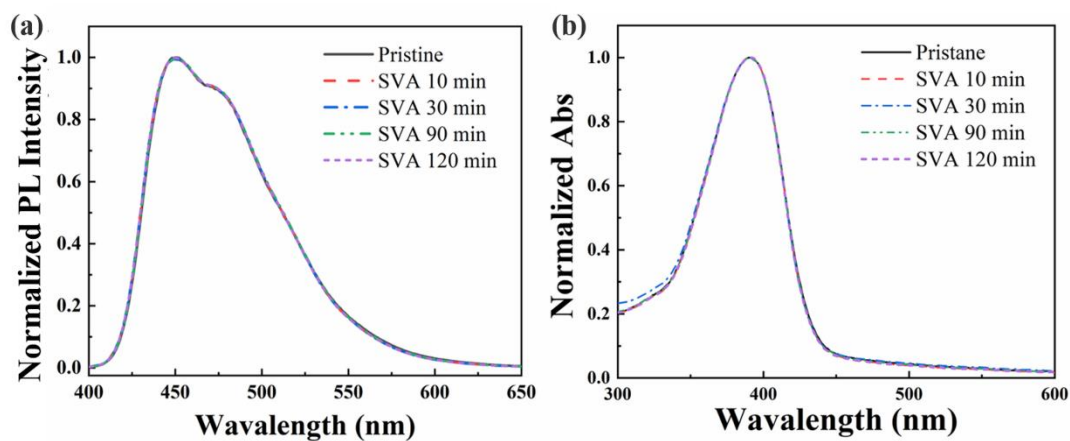 (a)
Normalized PL Intensity
1.0
0.8
0.6
0.4
0.2
0.0
Pristine
SVA 10 min
SVA 30 min
SVA 90 min
SVA 120 min
400 450 500 550 600 650
Wavalength (nm)
(b)
Normalized Abs
1.0
0.8
0.6
0.4
0.2
0.0
Pristane
SVA 10 min
SVA 30 min
SVA 90 min
SVA 120 min
300 400 500 600
Wavalength (nm)